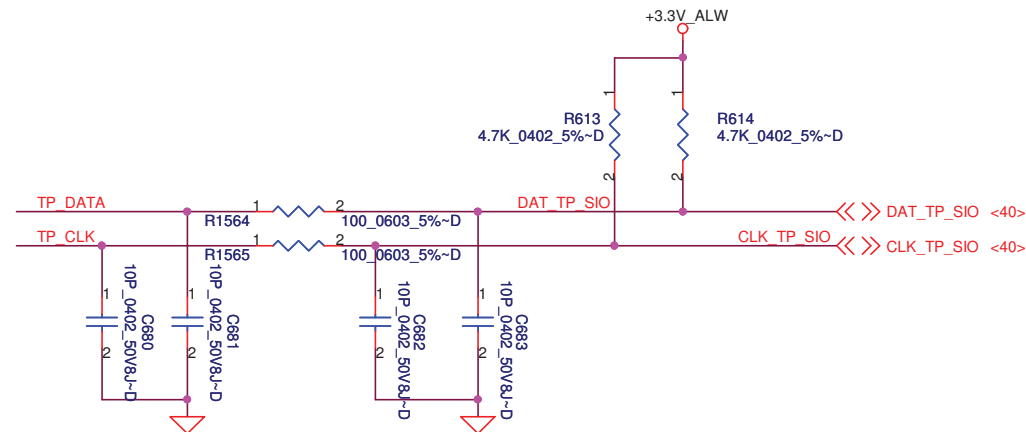 +3.3V_ALW
1
1
R613
4.7K_0402_5%~D
R614
4.7K_0402_5%~D
2
2
TP_DATA
1
2
DAT_TP_SIO
DAT_TP_SIO <40>
R1564
100_0603_5%~D
TP_CLK
1
2
CLK_TP_SIO
CLK_TP_SIO <40>
R1565
100_0603_5%~D
1
2
10P_0402_50V8J~D
C680
1
2
10P_0402_50V8J~D
C681
1
2
10P_0402_50V8J~D
C682
1
2
10P_0402_50V8J~D
C683